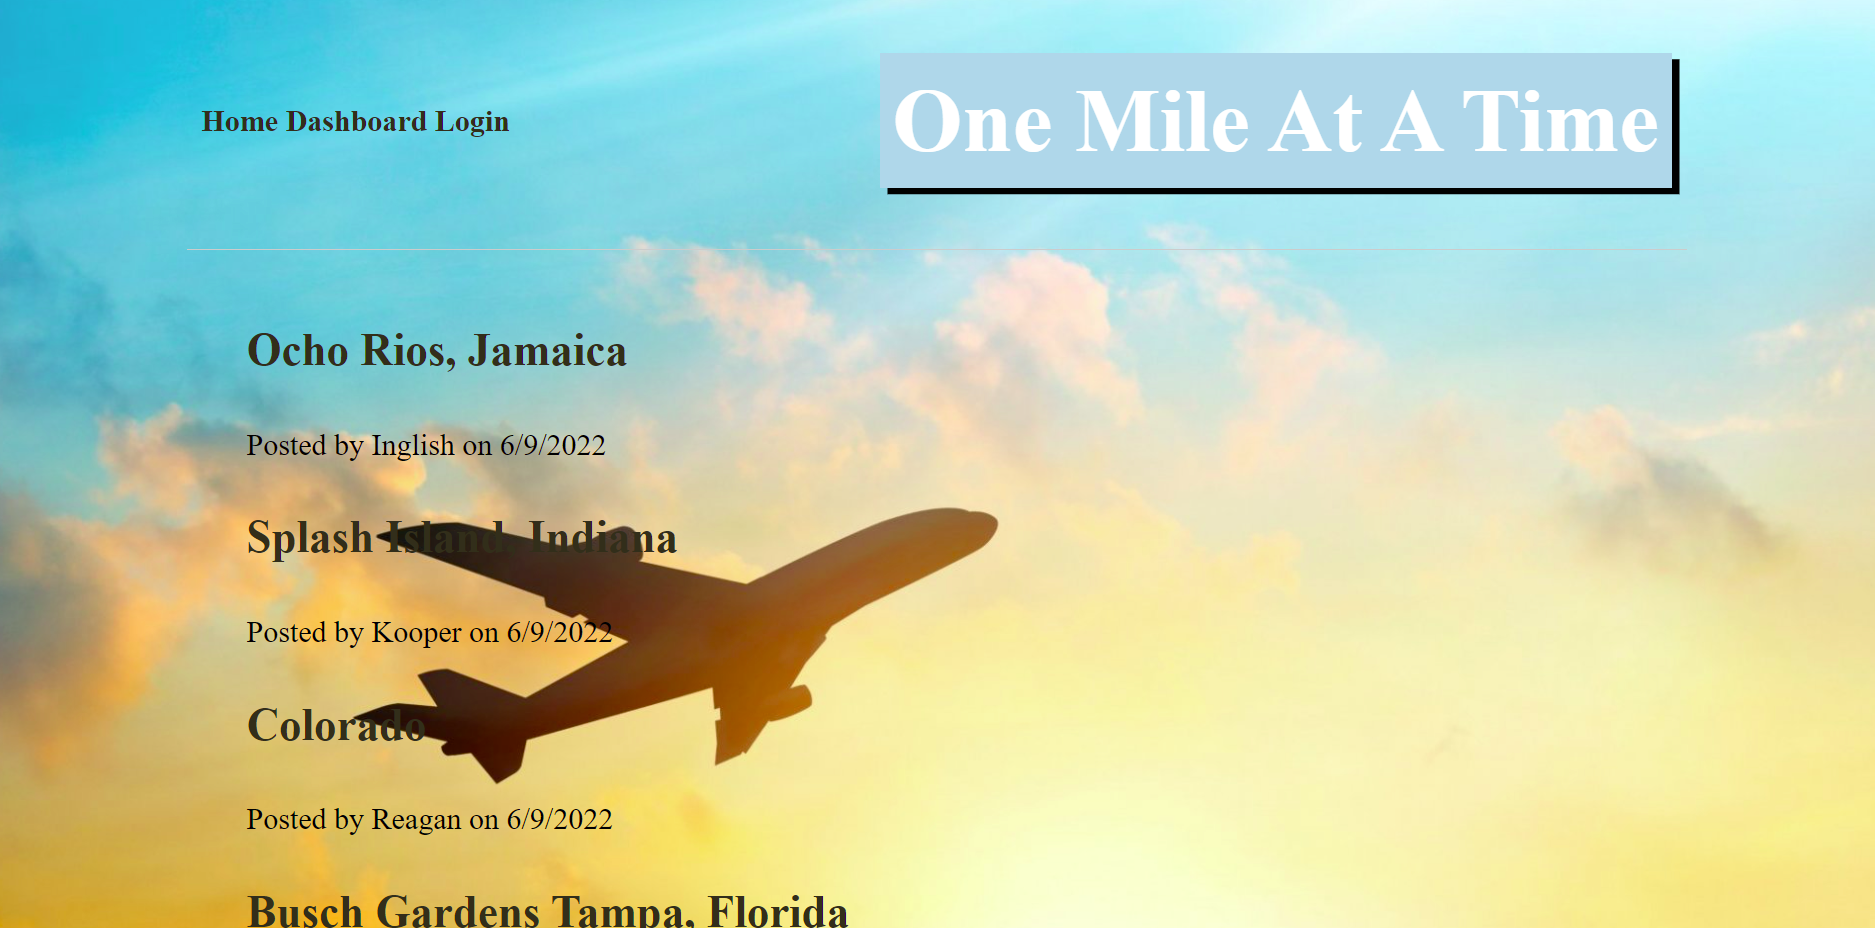 Home Dashboard Login
One Mile At A Time
Ocho Rios, Jamaica
Posted by Inglish on 6/9/2022
Splash Island, Indiana
Posted by Kooper on 6/9/2022
Colorado
Posted by Reagan on 6/9/2022
Busch Gardens Tampa, Florida